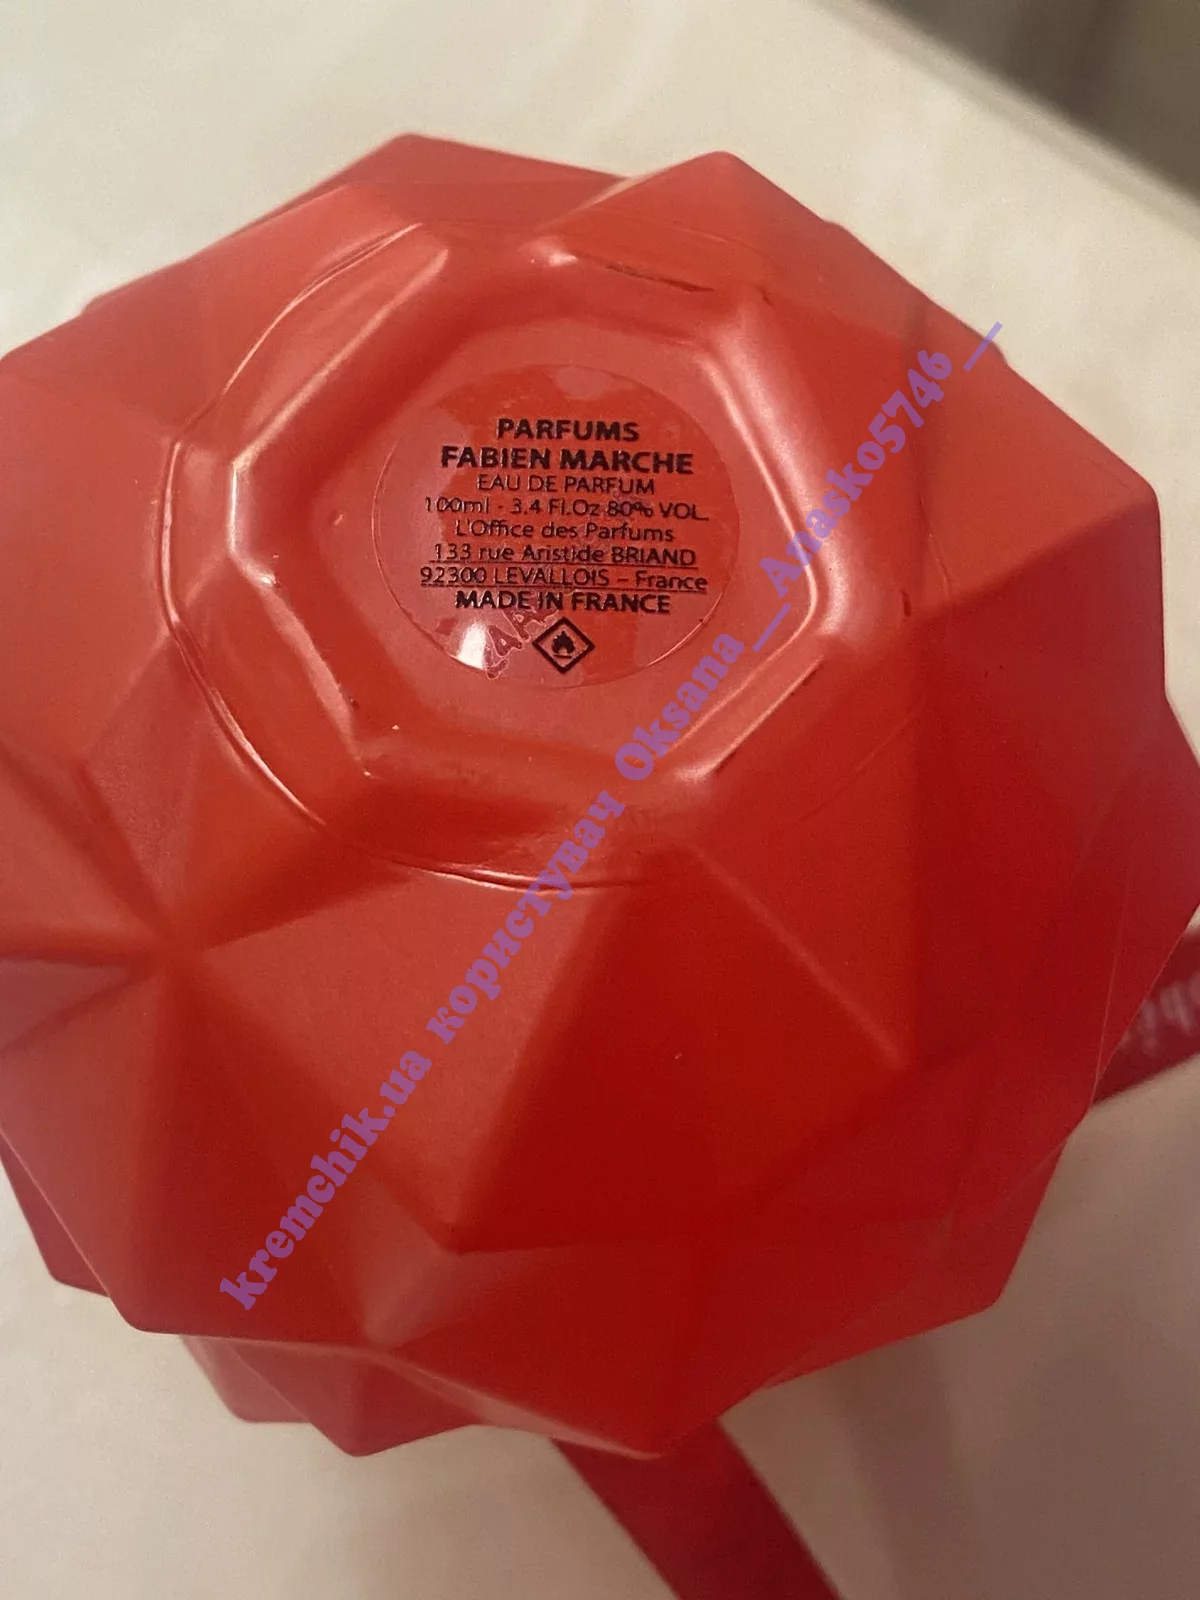 PARFUMS
FABIEN MARCHE
EAU DE PARFUM
100ml - 3.4 Fl.Oz 80% VOL.
L'Office des Parfums
133 rue Aristide BRIAND
92300 LEVALLOIS - France
MADE IN FRANCE
kremchik.ua користувач Oksana__Anasko5746__